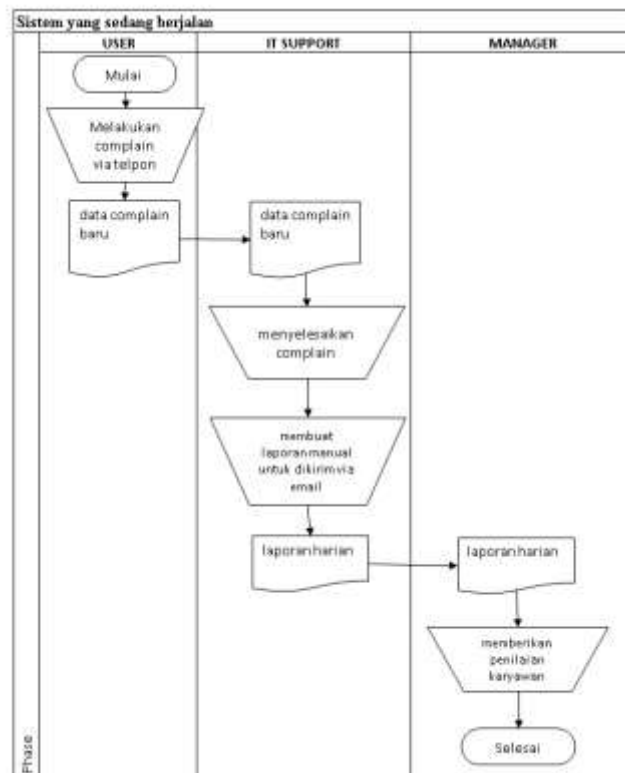 Sistem yang sedang berjalan
USER
IT SUPPORT
MANAGER
Mulai
Melakukan
complain
via telpon
data complain
baru
data complain
baru
menyelesaikan
complain
membuat
laporan manual
untuk dikirim via
email
laporan harian
laporan harian
memberikan
penilaian
karyawan
Selesai
Phase